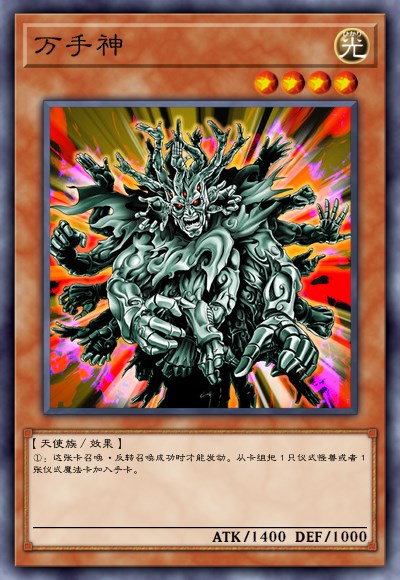 万手神
光
【天使族／效果】
①：这张卡召唤·反转召唤成功时才能发动。从卡组把1只仪式怪兽或者1
张仪式魔法卡加入手卡。
ATK/1400 DEF/1000